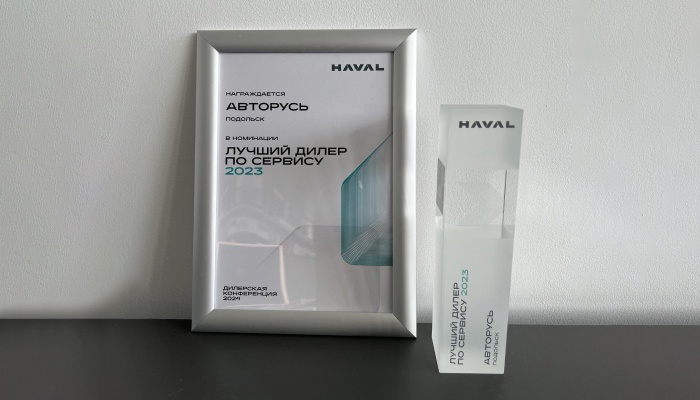 HAVAL
НАГРАЖДАЕТСЯ
АВТОРУСЬ
ПОДОЛЬСК
В НОМИНАЦИИ
ЛУЧШИЙ ДИЛЕР
ПО СЕРВИСУ
2023
ДИЛЕРСКАЯ
КОНФЕРЕНЦИЯ
2024
HAVAL
ЛУЧШИЙ ДИЛЕР
ПО СЕРВИСУ 2023
АВТОРУСЬ
ПОДОЛЬСК